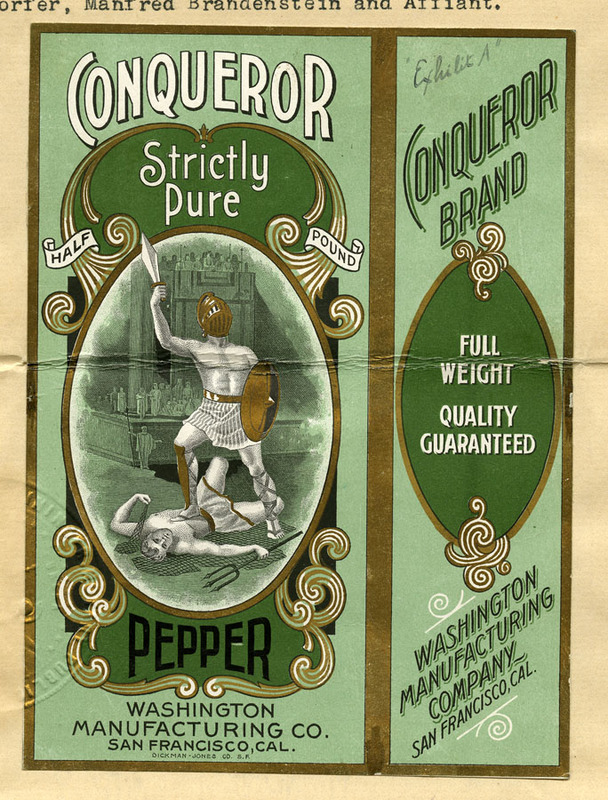 orfer, Manfred Brandenstein and Affiant.
CONQUEROR
Strictly
Pure
HALF
POUND
PEPPER
WASHINGTON
MANUFACTURING CO.
SAN FRANCISCO, CAL.
DICKMAN-JONES CO. S.F.
"Exhibit A"
CONQUEROR
BRAND
FULL
WEIGHT
QUALITY
GUARANTEED
WASHINGTON
MANUFACTURING
COMPANY
SAN FRANCISCO, CAL.